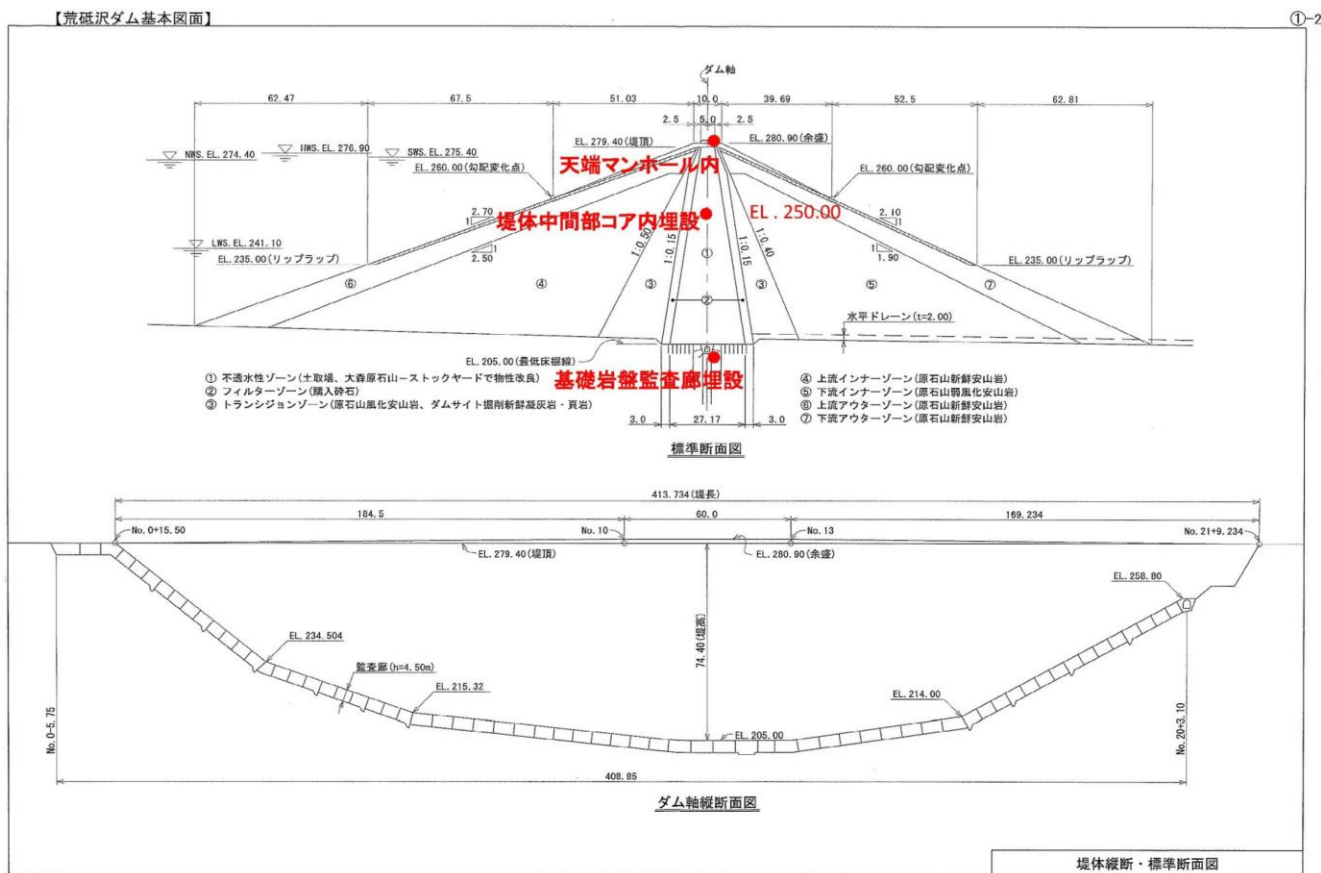 【荒砥沢ダム基本図面】
①-2
ダム軸
62.47
67.5
51.03
10.0
39.69
52.5
62.81
2.5
5.0
2.5
EL.279.40(堤頂)
EL.280.90(余盛)
NWS.EL.274.40
HWS.EL.276.90
SWS.EL.275.40
天端マンホール内
EL.260.00(勾配変化点)
EL.260.00(勾配変化点)
堤体中間部コア内埋設
EL.250.00
2.70
1
1
2.50
2.10
1
1
1.90
1:0.50
1:0.15
1:0.15
1:0.40
LWS.EL.241.10
EL.235.00(リップラップ)
EL.235.00(リップラップ)
①
⑥
④
③
②
③
⑤
⑦
水平ドレーン(t=2.00)
EL.205.00(最低床掘線)
基礎岩盤監査廊埋設
① 不透水性ゾーン(土取場、大森原石山−ストックヤードで物性改良)
② フィルターゾーン(購入砕石)
③ トランジションゾーン(原石山風化安山岩、ダムサイト掘削新鮮凝灰岩・頁岩)
④ 上流インナーゾーン(原石山新鮮安山岩)
⑤ 下流インナーゾーン(原石山弱風化安山岩)
⑥ 上流アウターゾーン(原石山新鮮安山岩)
⑦ 下流アウターゾーン(原石山新鮮安山岩)
3.0
27.17
3.0
標準断面図
413.734(堤長)
184.5
60.0
169.234
No.0+15.50
No.10
No.13
No.21+9.234
EL.279.40(堤頂)
EL.280.90(余盛)
EL.258.80
74.40(堤高)
EL.234.504
監査廊(h=4.50m)
EL.215.32
EL.214.00
EL.205.00
No.0-5.75
No.20+3.10
408.85
ダム軸縦断面図
堤体縦断・標準断面図